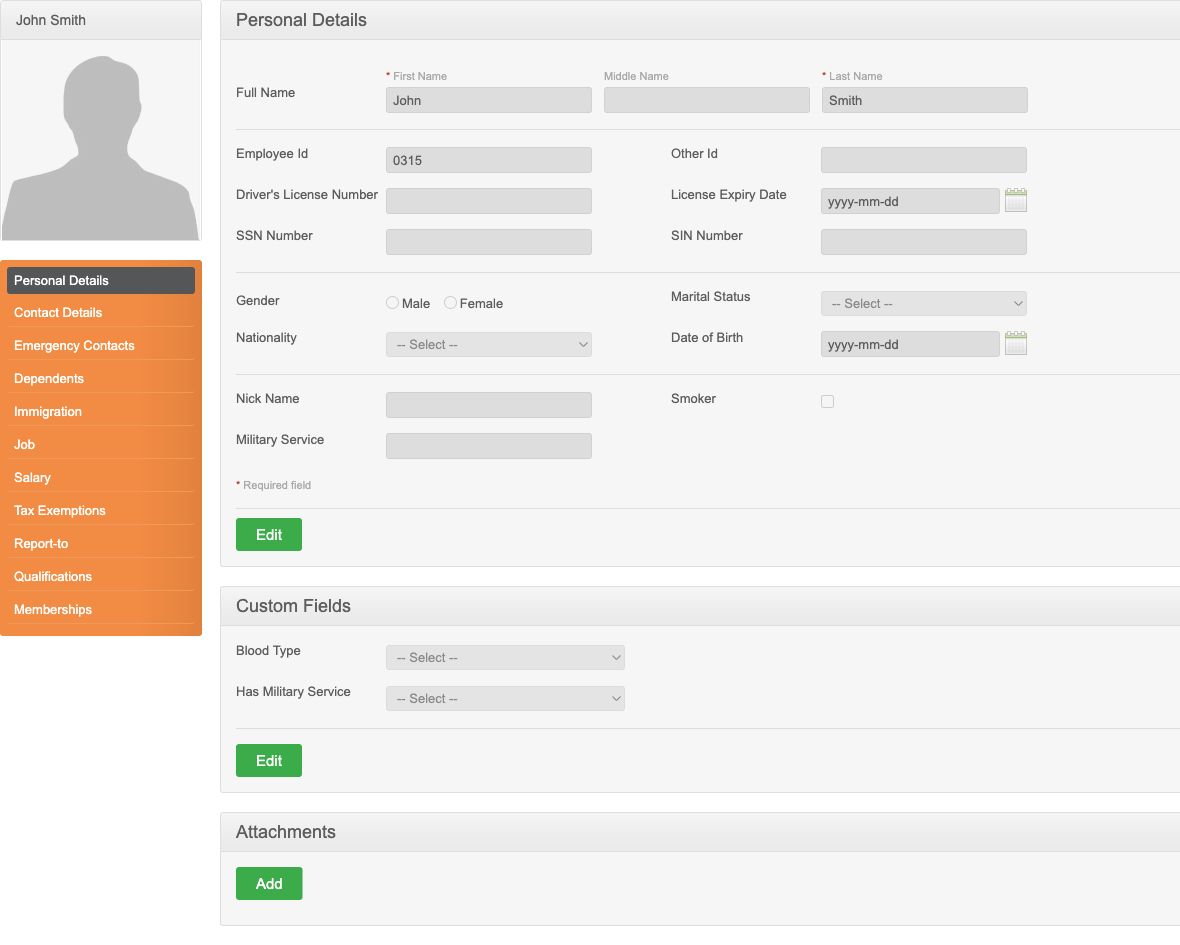 John Smith
Personal Details
Contact Details
Emergency Contacts
Dependents
Immigration
Job
Salary
Tax Exemptions
Report-to
Qualifications
Memberships
Personal Details
* First Name Middle Name * Last Name
Full Name John Smith
Employee Id 0315 Other Id
Driver's License Number License Expiry Date yyyy-mm-dd
SSN Number SIN Number
Gender Male Female Marital Status -- Select --
Nationality -- Select -- Date of Birth yyyy-mm-dd
Nick Name Smoker
Military Service
* Required field
Edit
Custom Fields
Blood Type -- Select --
Has Military Service -- Select --
Edit
Attachments
Add